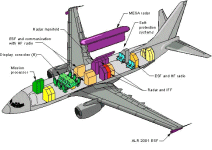 MESA radar
Radar manifold
Self-
protection
systems
ESF and communication
with HF radio
Display consoles (6)
Mission
processor
ESF and HF radio
Radar and IFF
ALR 2001 ESF